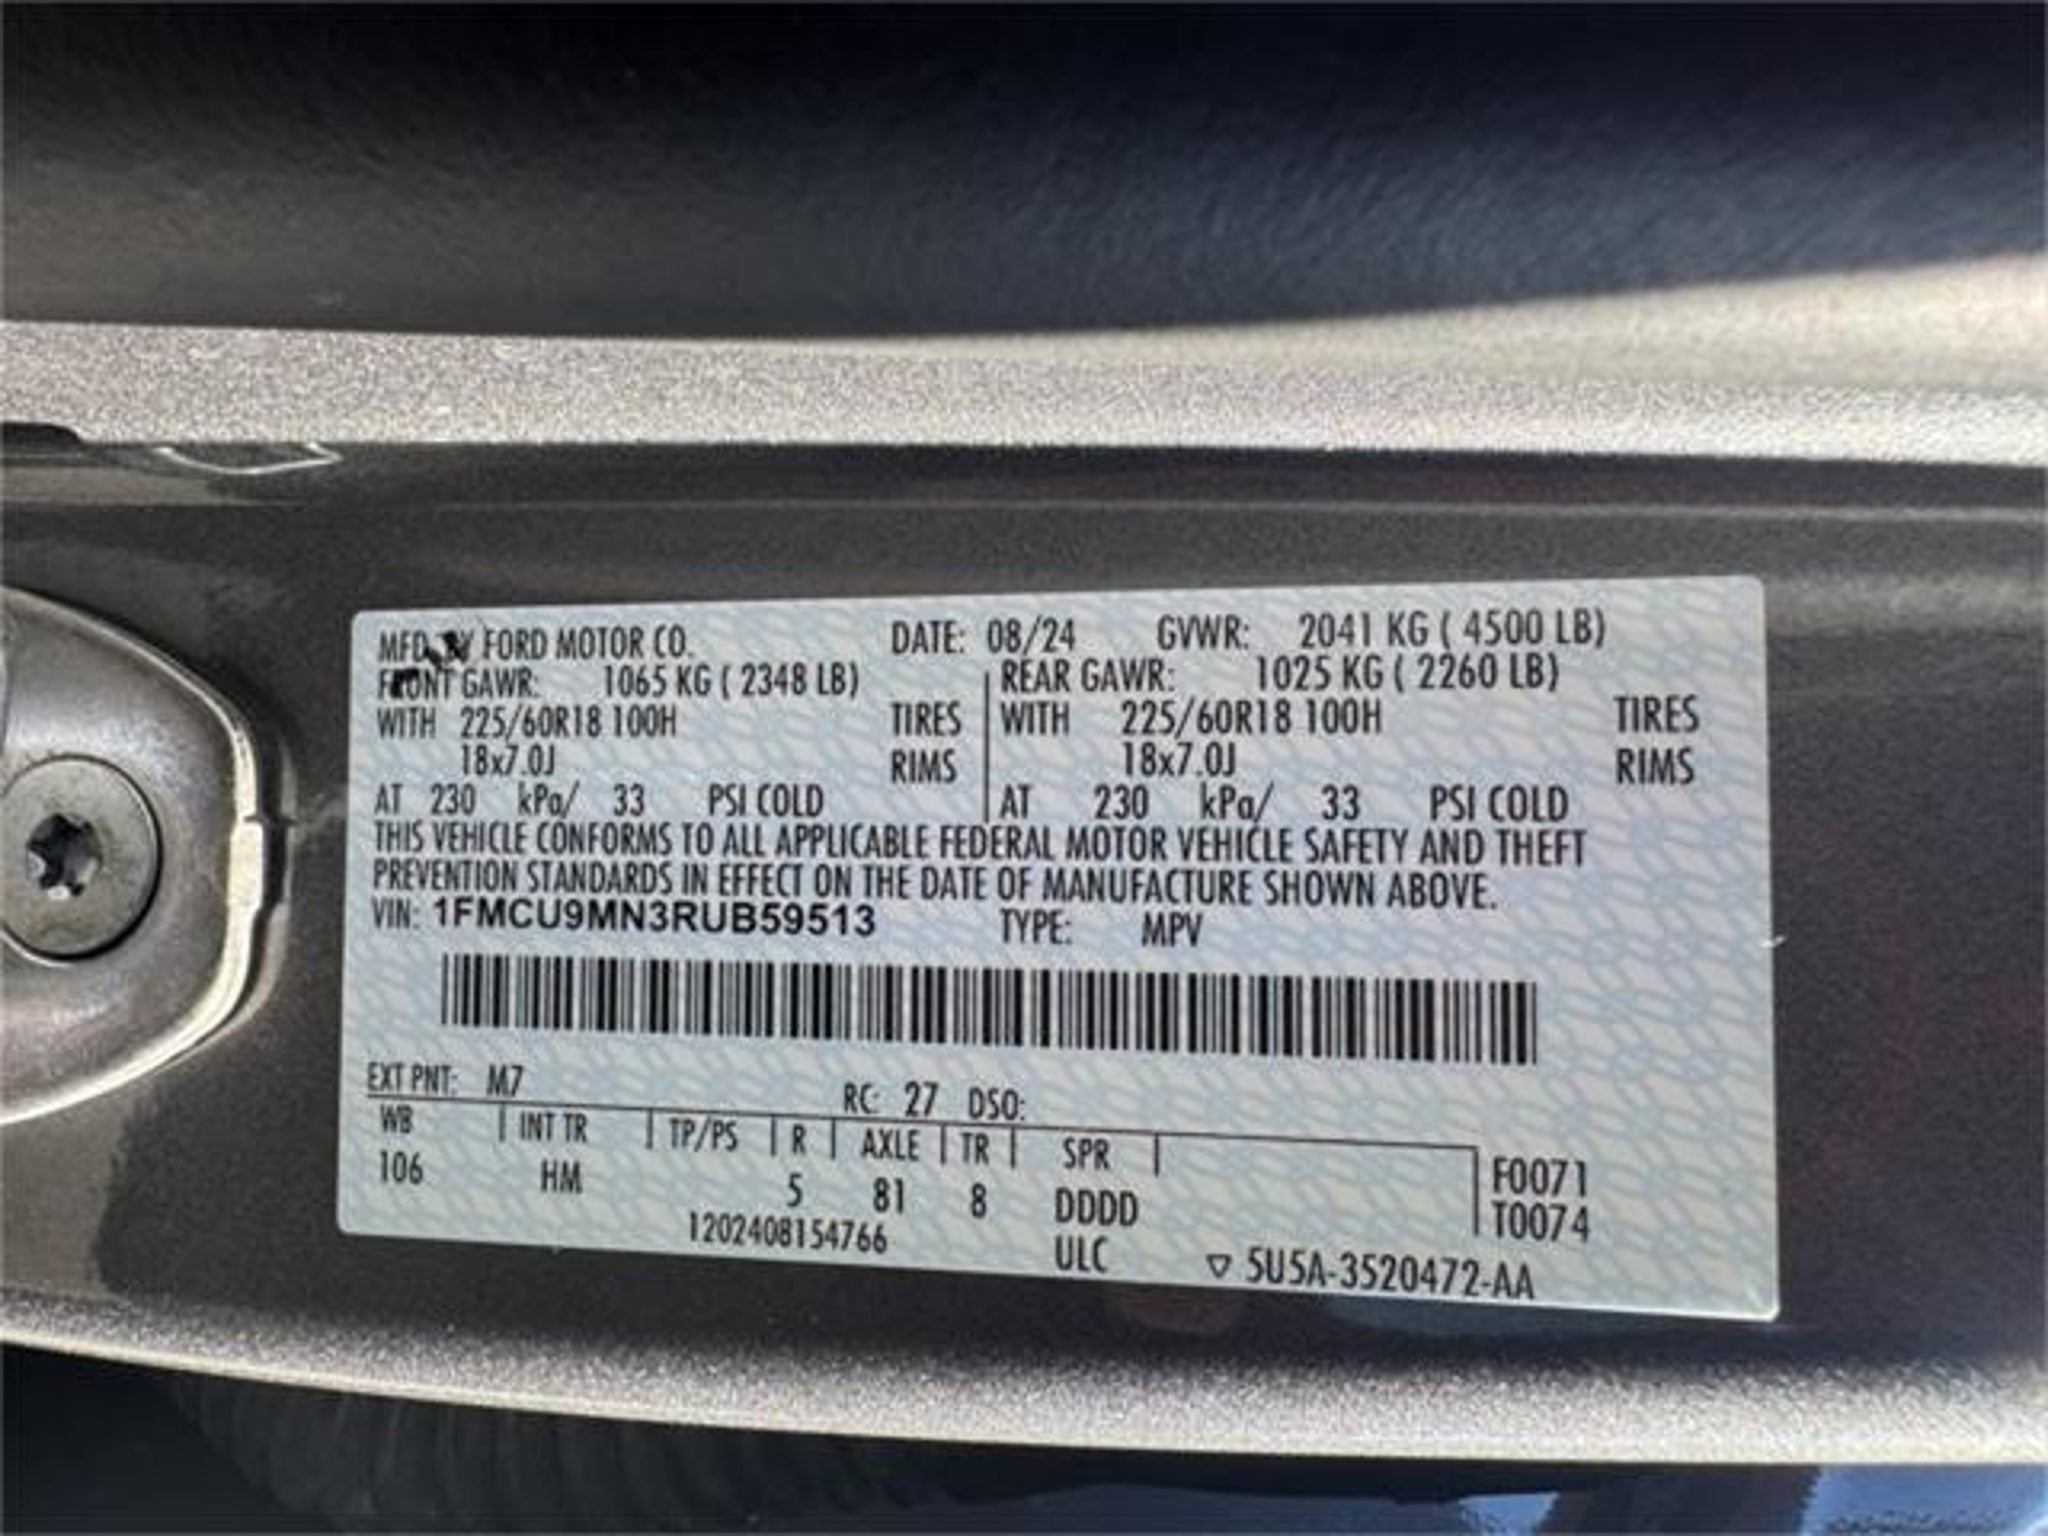 MFD. BY FORD MOTOR CO. DATE: 08/24 GVWR: 2041 KG ( 4500 LB)
FRONT GAWR: 1065 KG ( 2348 LB) REAR GAWR: 1025 KG ( 2260 LB)
WITH 225/60R18 100H TIRES WITH 225/60R18 100H TIRES
18x7.0J RIMS 18x7.0J RIMS
AT 230 kPa/ 33 PSI COLD AT 230 kPa/ 33 PSI COLD
THIS VEHICLE CONFORMS TO ALL APPLICABLE FEDERAL MOTOR VEHICLE SAFETY AND THEFT
PREVENTION STANDARDS IN EFFECT ON THE DATE OF MANUFACTURE SHOWN ABOVE.
VIN: 1FMCU9MN3RUB59513 TYPE: MPV
EXT PNT: M7 RC: 27 DSO:
WB INT TR TP/PS R AXLE TR SPR
106 HM 5 81 8 DDDD
F0071
T0074
1202408154766 ULC ▽ 5U5A-3520472-AA